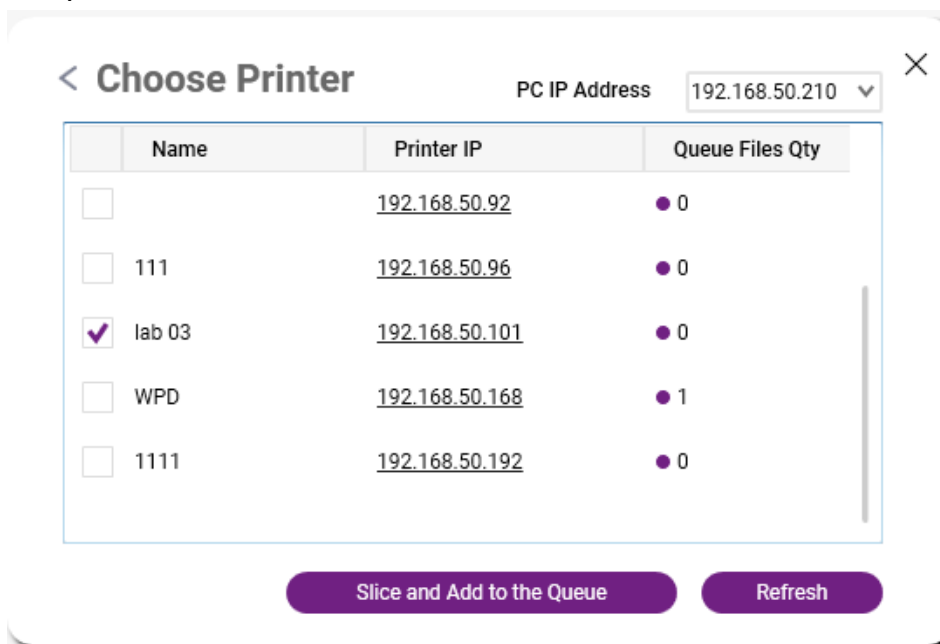 < Choose Printer
PC IP Address 192.168.50.210
Name Printer IP Queue Files Qty
192.168.50.92 0
111 192.168.50.96 0
lab 03 192.168.50.101 0
WPD 192.168.50.168 1
1111 192.168.50.192 0
Slice and Add to the Queue Refresh